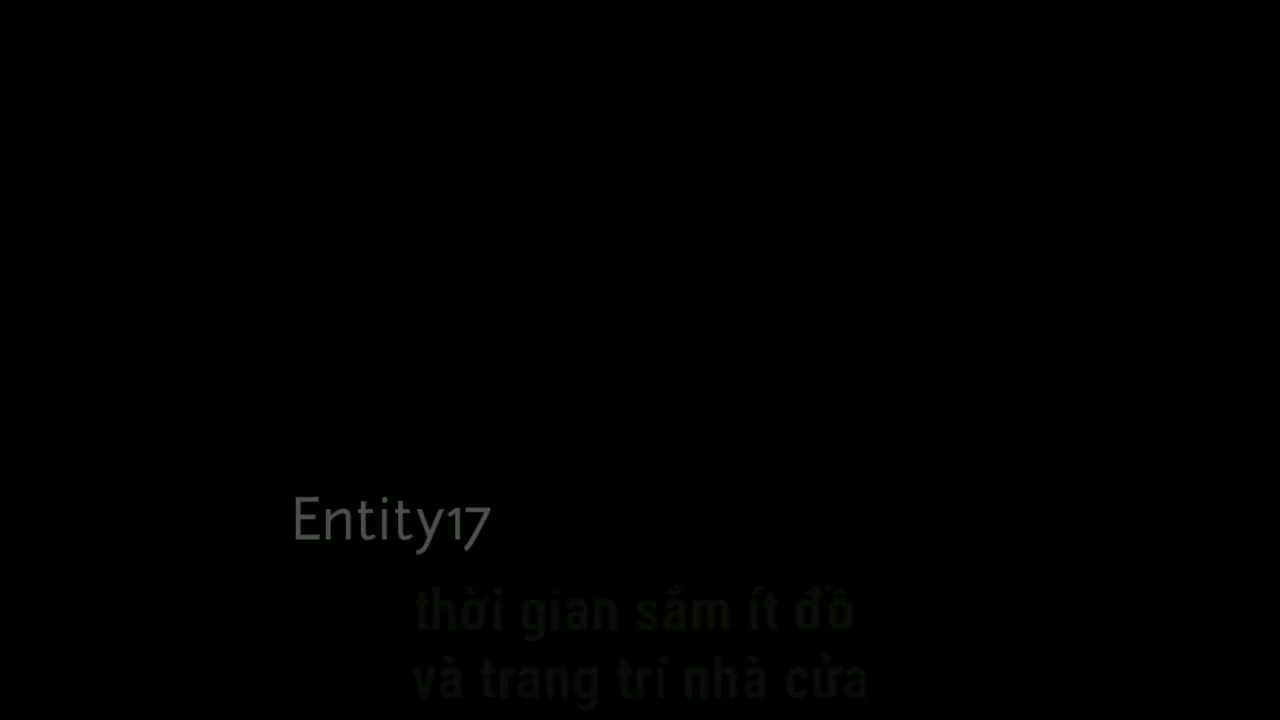 Entity17
thời gian sắm ít đồ
và trang trí nhà cửa